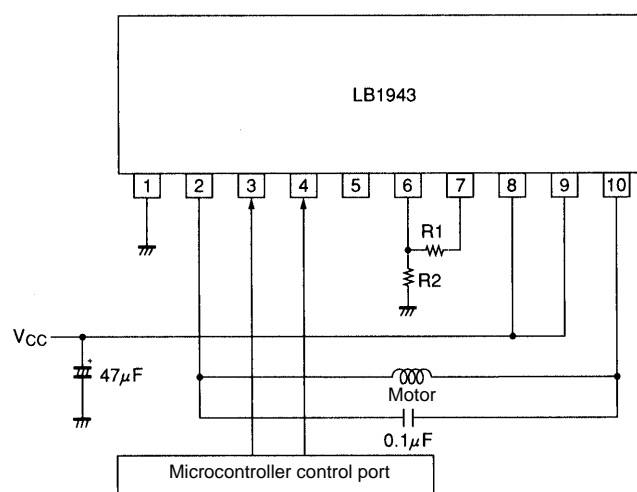 LB1943
1 2 3 4 5 6 7 8 9 10
R1
R2
VCC
+
47μF
Motor
0.1μF
Microcontroller control port